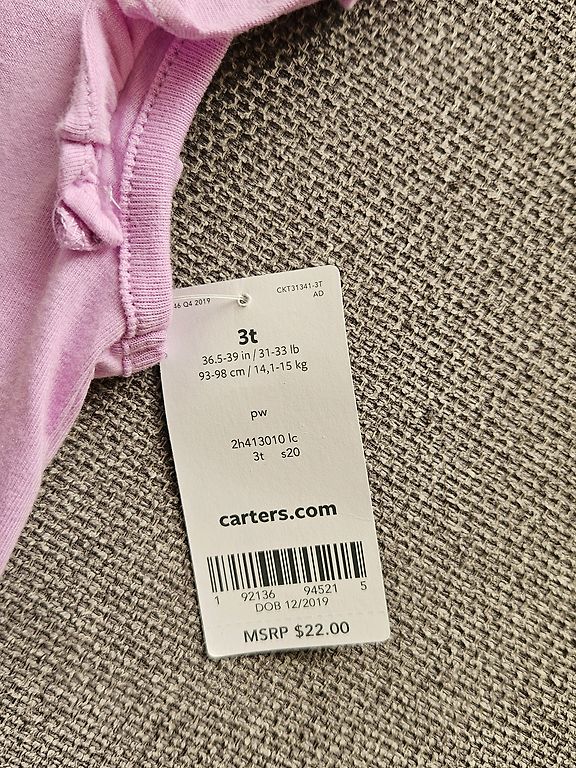 46 Q4 2019
CKT31341-3T
AD
3t
36.5-39 in / 31-33 lb
93-98 cm / 14,1-15 kg
pw
2h413010 lc
3t s20
carters.com
1 92136 94521 5
DOB 12/2019
MSRP $22.00